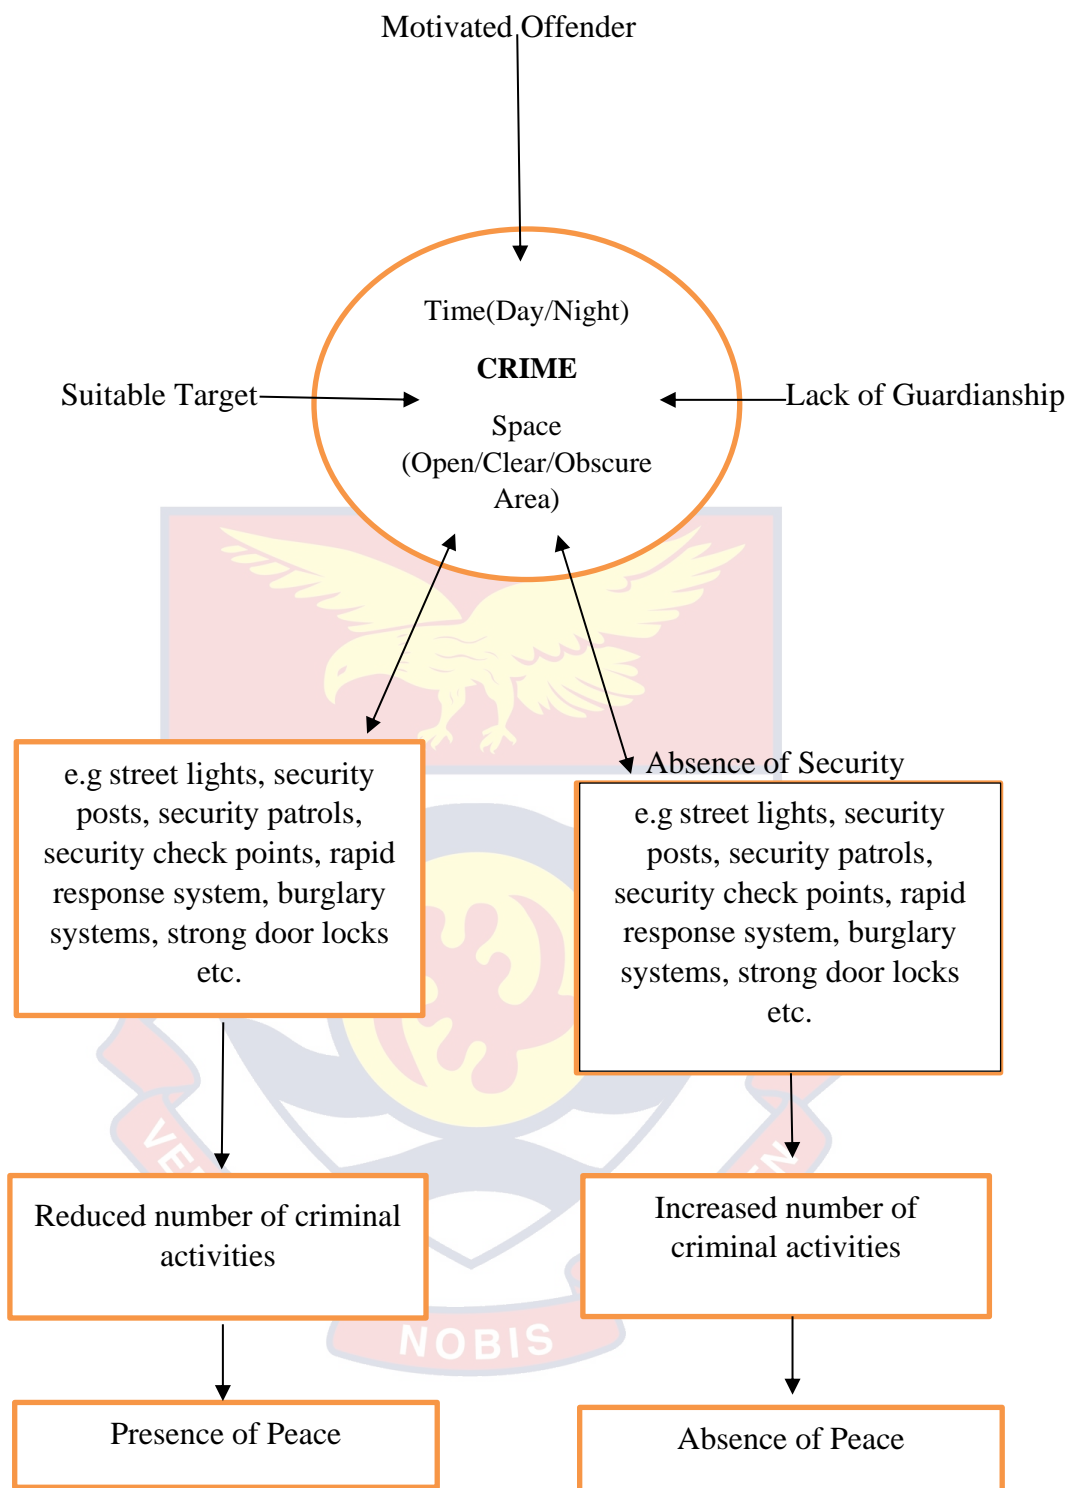 Motivated Offender
Time(Day/Night)
CRIME
Suitable Target
Lack of Guardianship
Space
(Open/Clear/Obscure
Area)
e.g street lights, security
posts, security patrols,
security check points, rapid
response system, burglary
systems, strong door locks
etc.
Absence of Security
e.g street lights, security
posts, security patrols,
security check points, rapid
response system, burglary
systems, strong door locks
etc.
Reduced number of criminal
activities
Increased number of
criminal activities
NOBIS
Presence of Peace
Absence of Peace